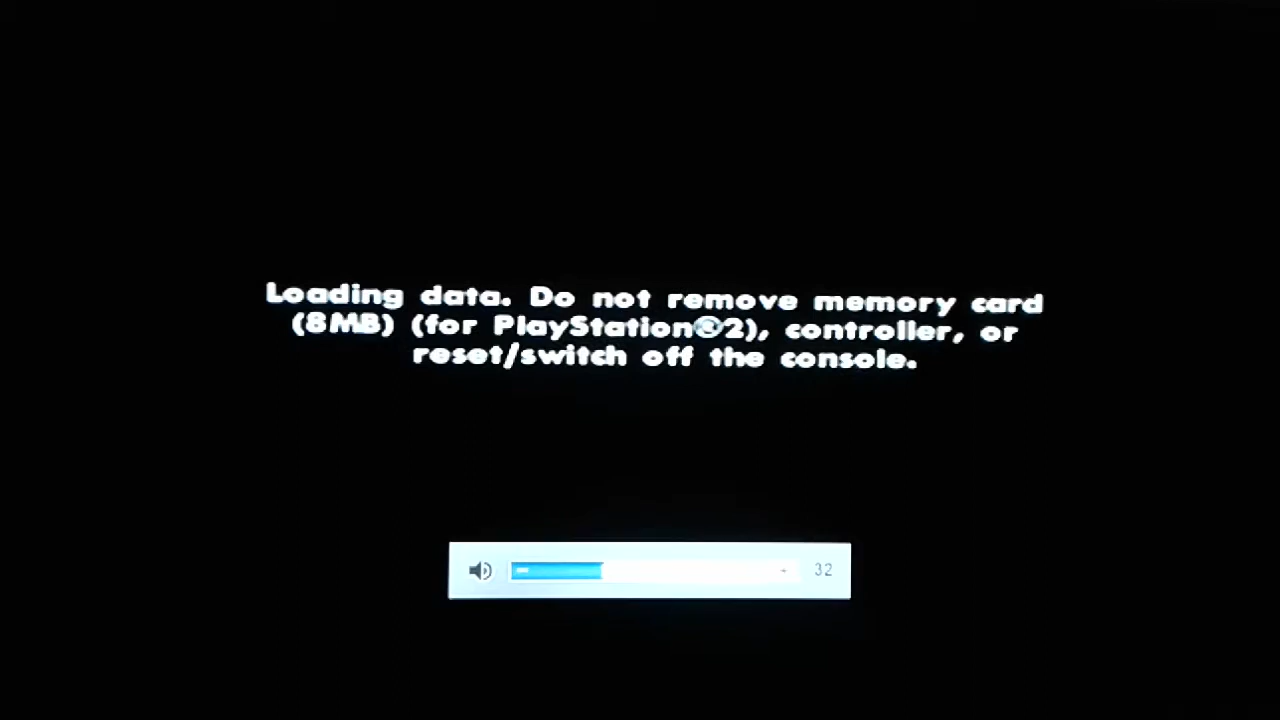 Loading data. Do not remove memory card
(8MB) (for PlayStation®2), controller, or
reset/switch off the console.
32